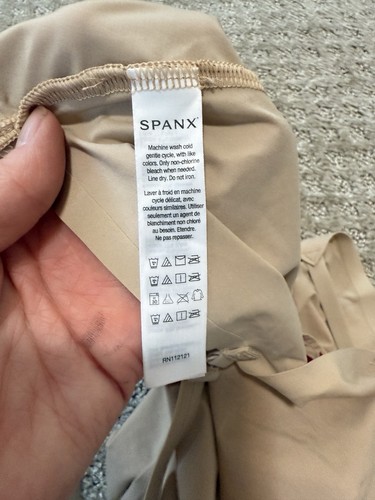 SPANX
Machine wash cold
gentle cycle, with like
colors. Only non-chlorine
bleach when needed.
Line dry. Do not iron.
Laver à froid en machine
cycle délicat, avec
couleurs similaires. Utiliser
seulement un agent de
blanchiment non chloré
au besoin. Etendre.
Ne pas repasser.
RN112121